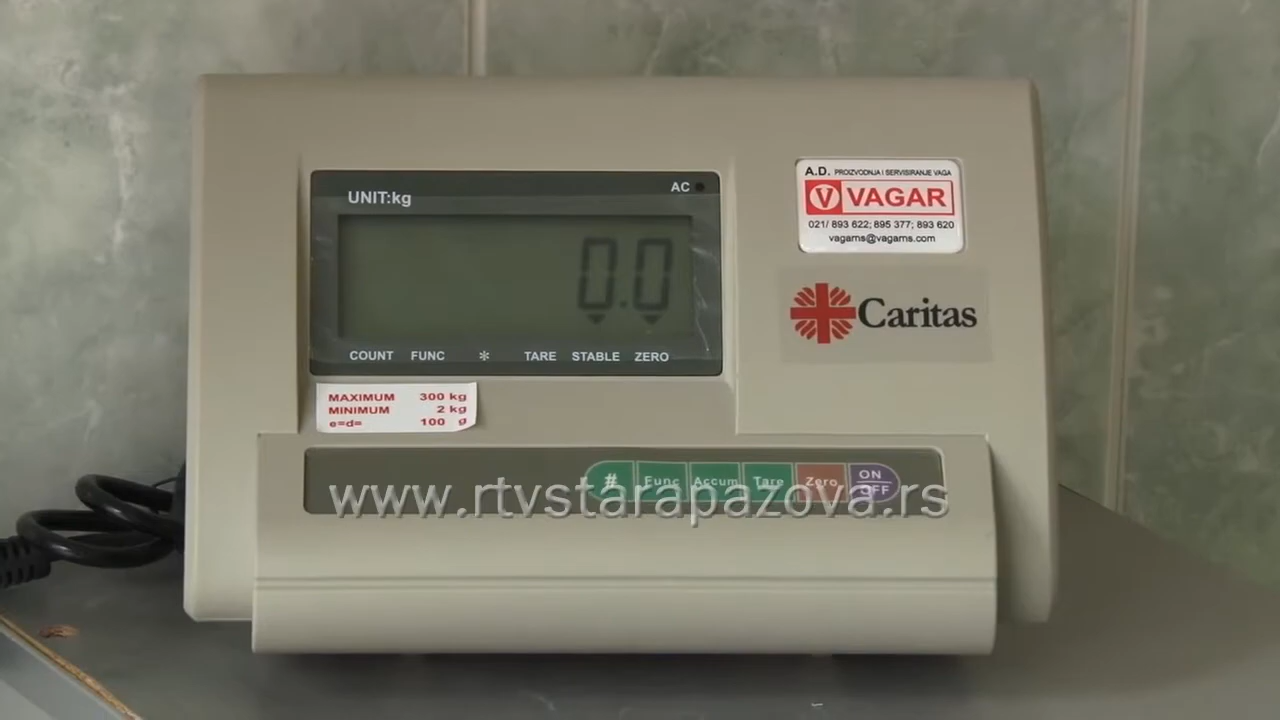 A.D. PROIZVODNJA I SERVISIRANJE VAGA
V VAGAR
021/ 893 622; 895 377; 893 620
vagarns@vagarns.com
AC
UNIT:kg
0.0
Caritas
COUNT FUNC * TARE STABLE ZERO
MAXIMUM 300 kg
MINIMUM 2 kg
e=d= 100 g
# Func Accum Tare Zero ON OFF
www.rtvstarapazova.rs